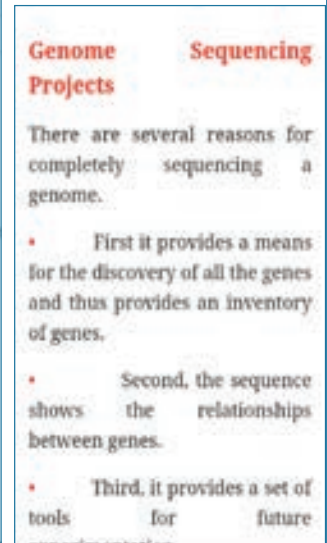 Genome Sequencing
Projects
There are several reasons for
completely sequencing a
genome.
• First it provides a means
for the discovery of all the genes
and thus provides an inventory
of genes.
• Second, the sequence
shows the relationships
between genes.
• Third, it provides a set of
tools for future